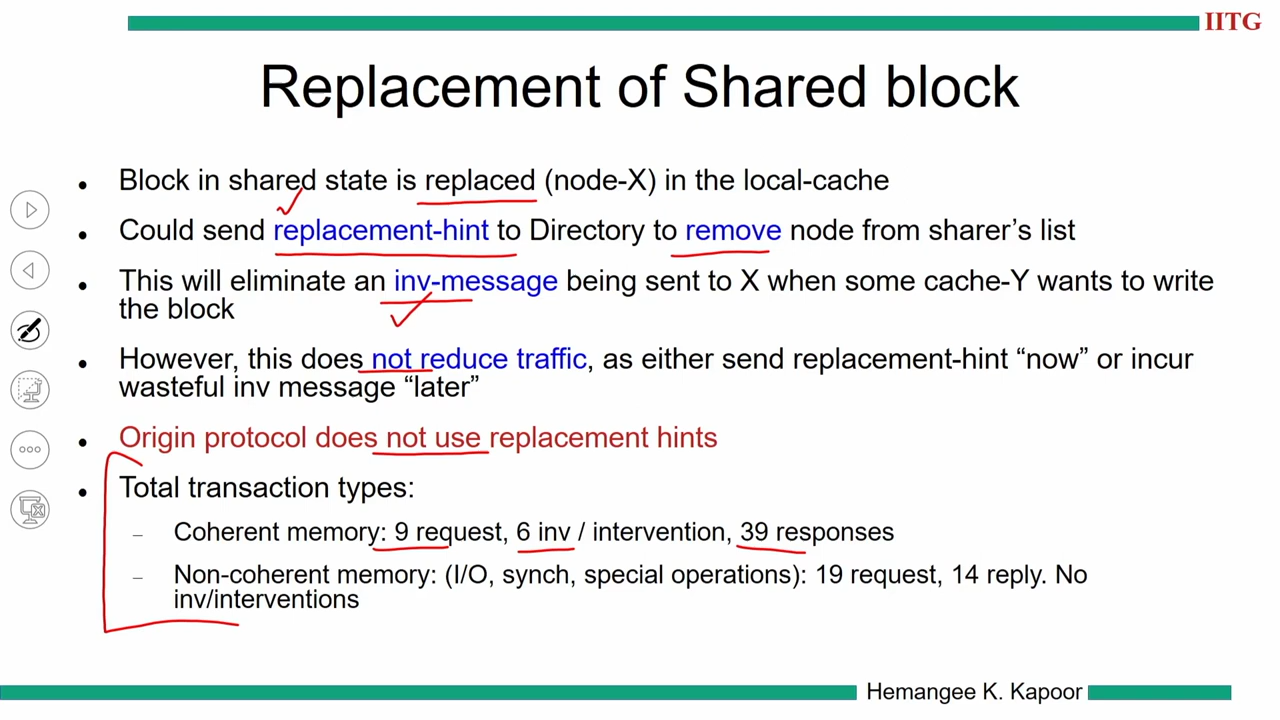 IITG
Replacement of Shared block
• Block in shared state is replaced (node-X) in the local-cache
• Could send replacement-hint to Directory to remove node from sharer's list
• This will eliminate an inv-message being sent to X when some cache-Y wants to write
the block
• However, this does not reduce traffic, as either send replacement-hint “now” or incur
wasteful inv message “later”
• Origin protocol does not use replacement hints
• Total transaction types:
– Coherent memory: 9 request, 6 inv / intervention, 39 responses
– Non-coherent memory: (I/O, synch, special operations): 19 request, 14 reply. No
inv/interventions
Hemangee K. Kapoor